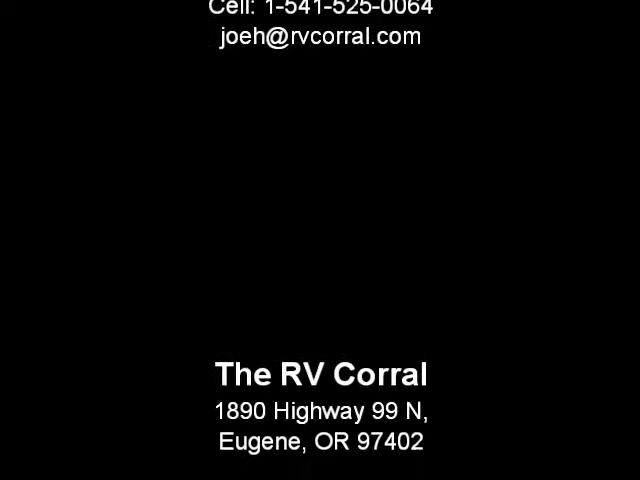 Cell: 1-541-525-0064
joeh@rvcorral.com
The RV Corral
1890 Highway 99 N,
Eugene, OR 97402